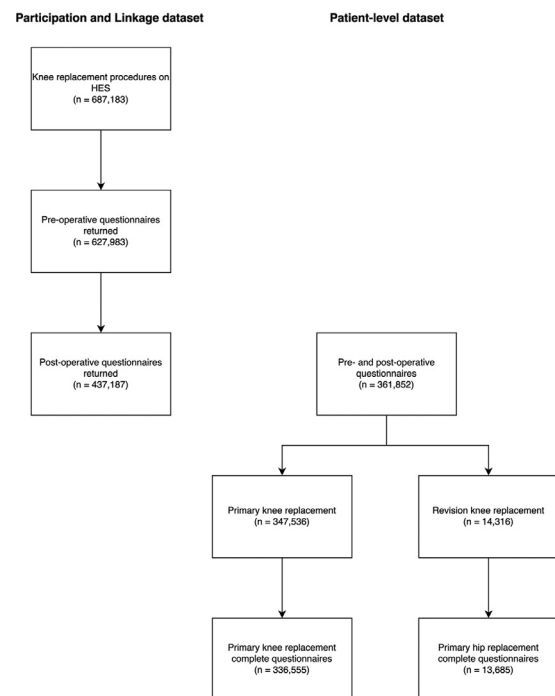 Participation and Linkage dataset
Patient-level dataset
Knee replacement procedures on
HES
(n = 687,183)
Pre-operative questionnaires
returned
(n = 627,983)
Post-operative questionnaires
returned
(n = 437,187)
Pre- and post-operative
questionnaires
(n = 361,852)
Primary knee replacement
(n = 347,536)
Revision knee replacement
(n = 14,316)
Primary knee replacement
complete questionnaires
(n = 336,555)
Primary hip replacement
complete questionnaires
(n = 13,685)